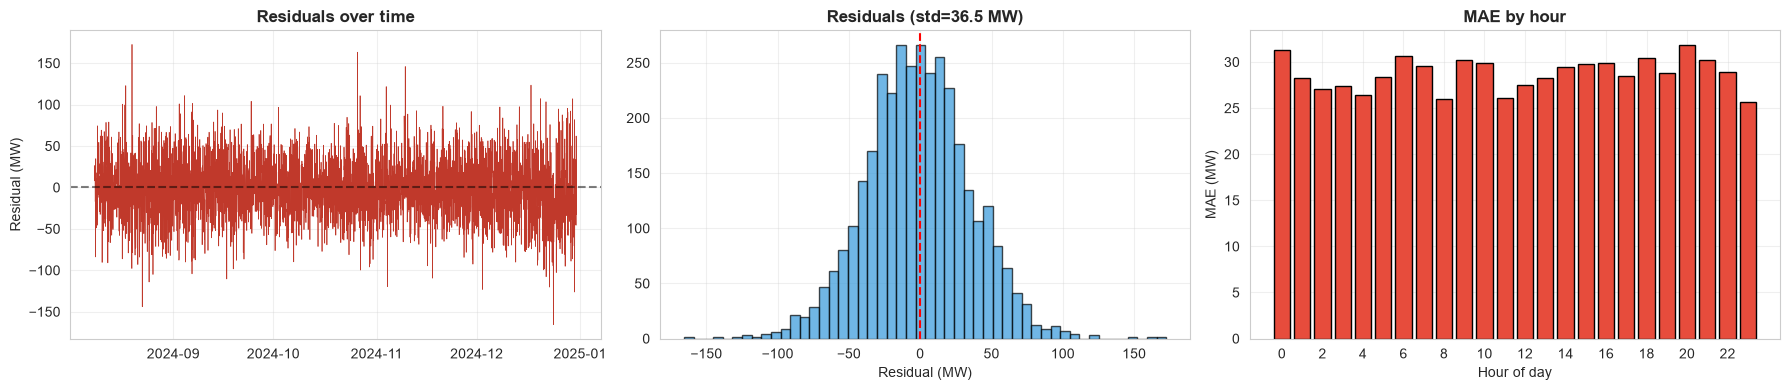 Residuals over time
Residual (MW)
150
100
50
0
−50
−100
−150
2024-09 2024-10 2024-11 2024-12 2025-01
Residuals (std=36.5 MW)
250
200
150
100
50
0
−150 −100 −50 0 50 100 150
Residual (MW)
MAE by hour
MAE (MW)
30
25
20
15
10
5
0
0 2 4 6 8 10 12 14 16 18 20 22
Hour of day